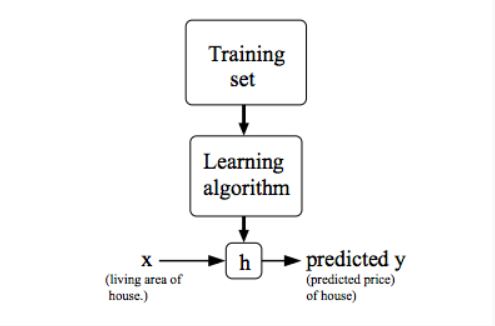 Training
set
Learning
algorithm
x
(living area of
house.)
h
predicted y
(predicted price)
of house)